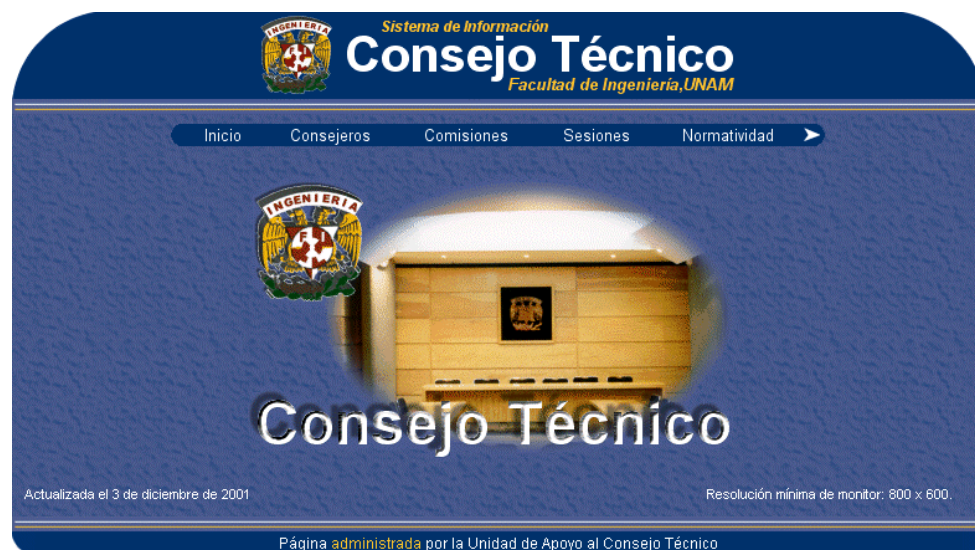 INGENIERIA
Sistema de Información
Consejo Técnico
Facultad de Ingeniería,UNAM
Inicio Consejeros Comisiones Sesiones Normatividad
INGENIERIA
F I
Consejo Técnico
Actualizada el 3 de diciembre de 2001
Resolución mínima de monitor: 800 x 600.
Página administrada por la Unidad de Apoyo al Consejo Técnico